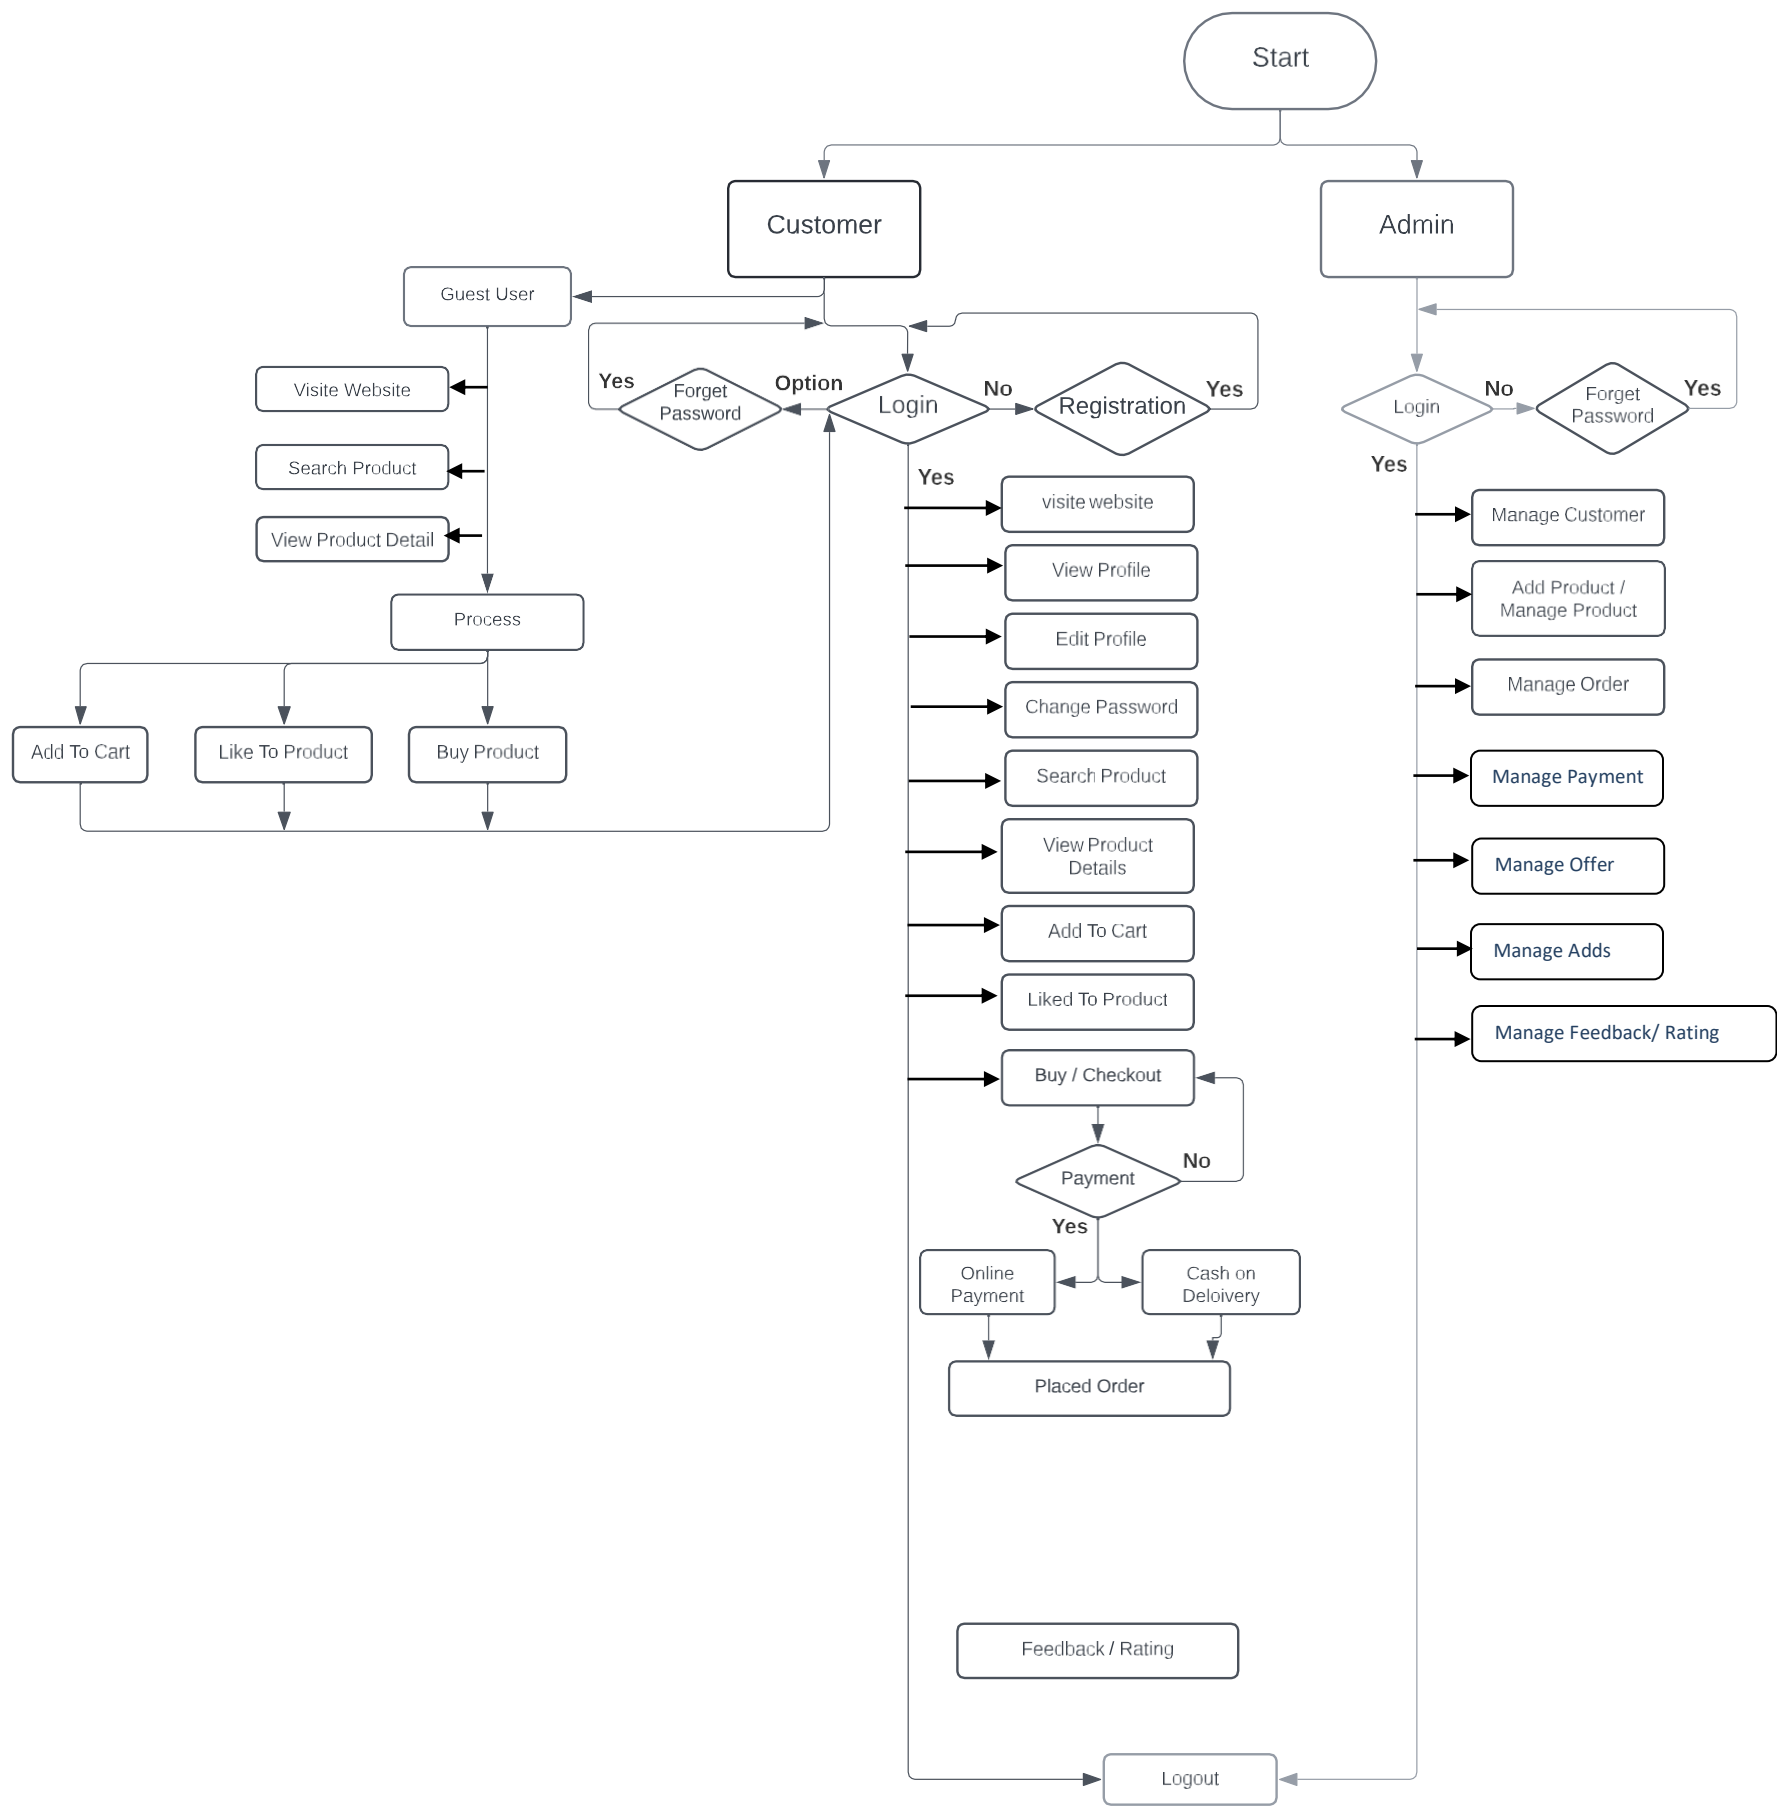 Start
Customer
Admin
Guest User
Visite Website
Search Product
View Product Detail
Process
Add To Cart
Like To Product
Buy Product
Yes
Forget
Password
Option
Login
No
Registration
Yes
Yes
visite website
View Profile
Edit Profile
Change Password
Search Product
View Product
Details
Add To Cart
Liked To Product
Buy / Checkout
Payment
No
Yes
Online
Payment
Cash on
Deloivery
Placed Order
Feedback / Rating
Login
No
Forget
Password
Yes
Yes
Manage Customer
Add Product /
Manage Product
Manage Order
Manage Payment
Manage Offer
Manage Adds
Manage Feedback/ Rating
Logout